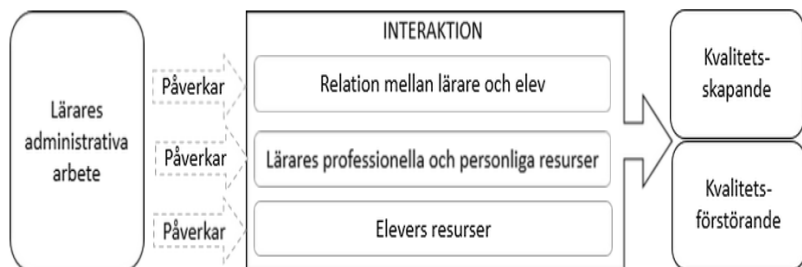 Lärares
administrativa
arbete
Påverkar
Påverkar
Påverkar
INTERAKTION
Relation mellan lärare och elev
Lärares professionella och personliga resurser
Elevers resurser
Kvalitets-
skapande
Kvalitets-
förstörande